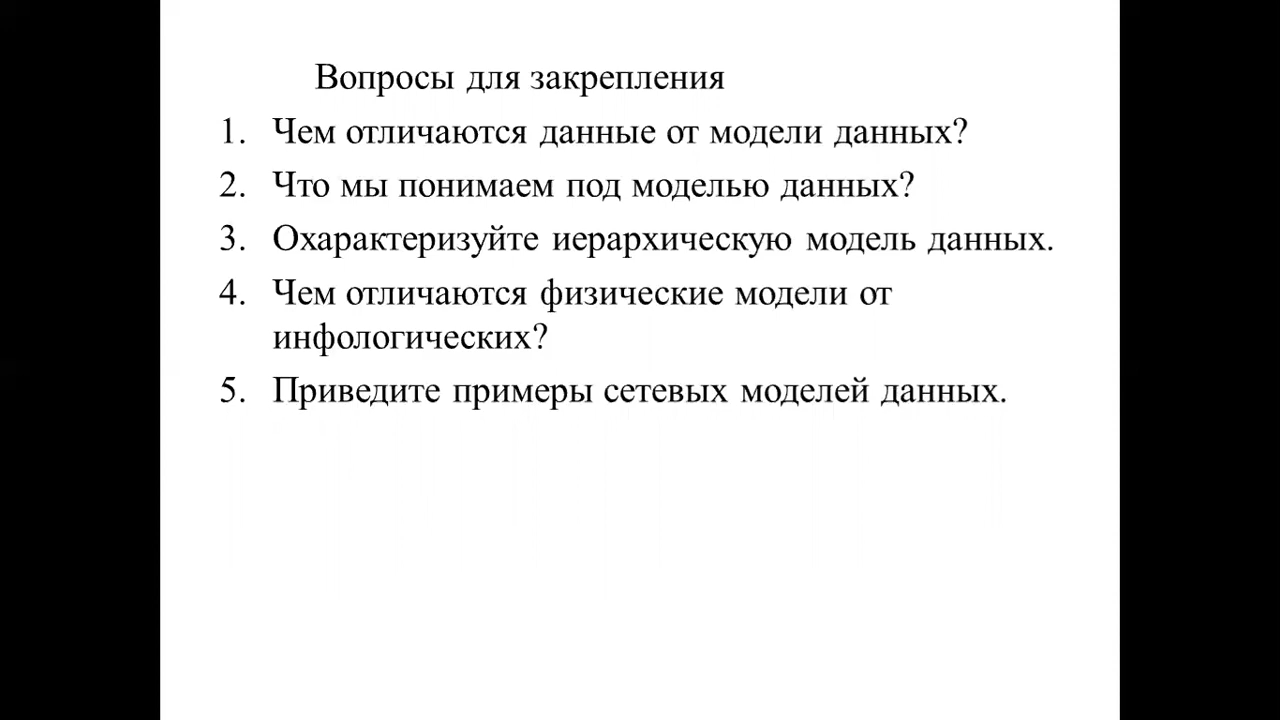 Вопросы для закрепления
1. Чем отличаются данные от модели данных?
2. Что мы понимаем под моделью данных?
3. Охарактеризуйте иерархическую модель данных.
4. Чем отличаются физические модели от
инфологических?
5. Приведите примеры сетевых моделей данных.